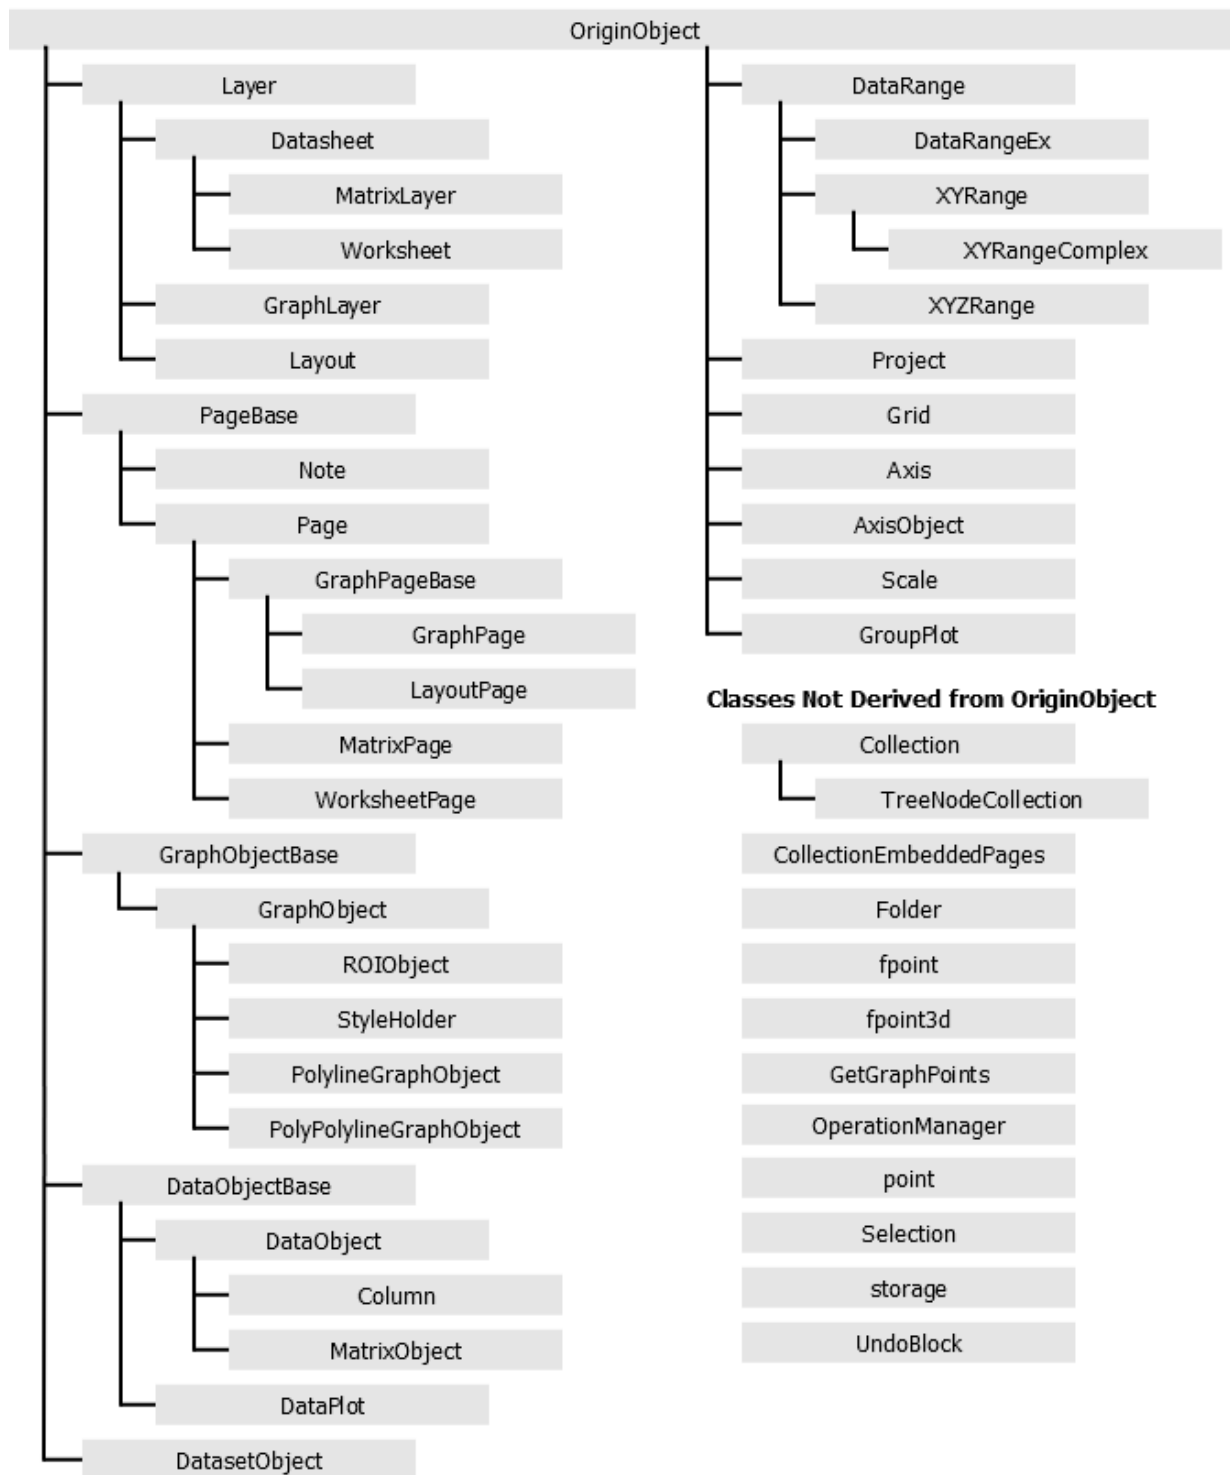 OriginObject
Layer
Datasheet
MatrixLayer
Worksheet
GraphLayer
Layout
PageBase
Note
Page
GraphPageBase
GraphPage
LayoutPage
MatrixPage
WorksheetPage
GraphObjectBase
GraphObject
ROIObject
StyleHolder
PolylineGraphObject
PolyPolylineGraphObject
DataObjectBase
DataObject
Column
MatrixObject
DataPlot
DatasetObject
DataRange
DataRangeEx
XYRange
XYRangeComplex
XYZRange
Project
Grid
Axis
AxisObject
Scale
GroupPlot
Classes Not Derived from OriginObject
Collection
TreeNodeCollection
CollectionEmbeddedPages
Folder
fpoint
fpoint3d
GetGraphPoints
OperationManager
point
Selection
storage
UndoBlock